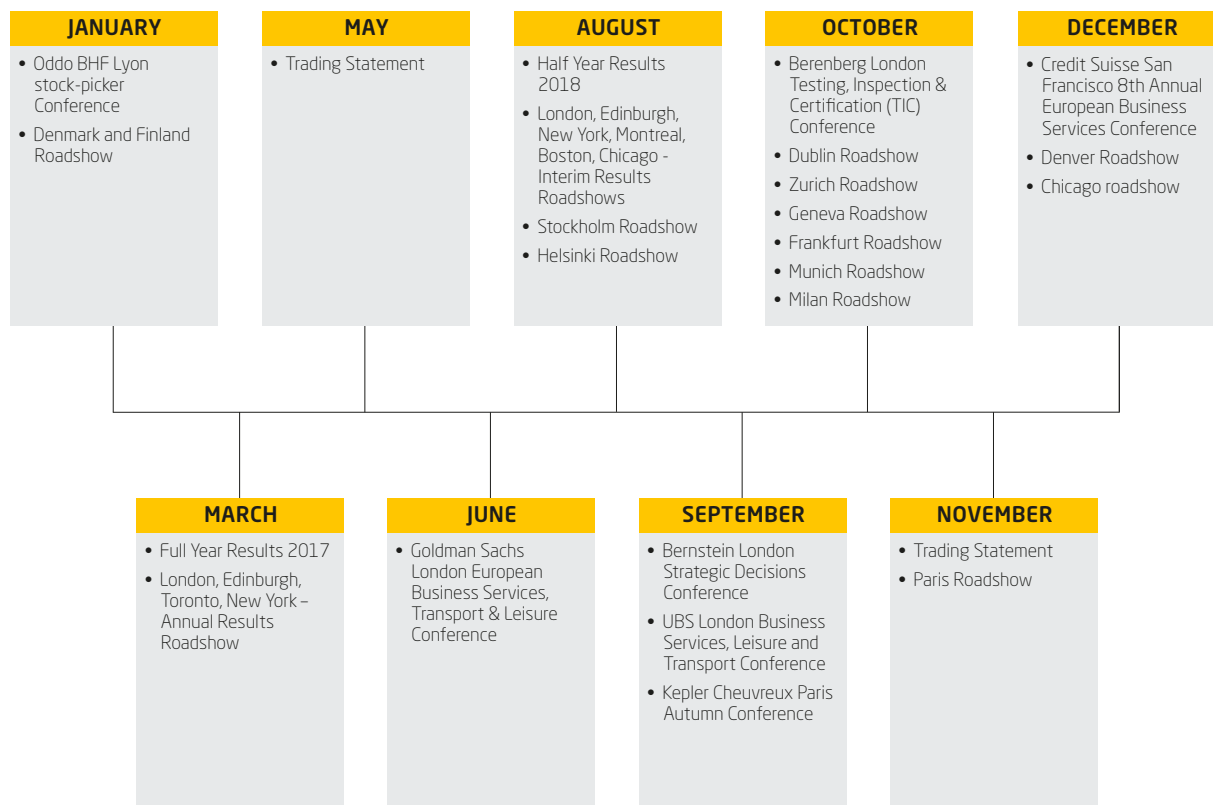 JANUARY
• Oddo BHF Lyon
stock-picker
Conference
• Denmark and Finland
Roadshow
MAY
• Trading Statement
AUGUST
• Half Year Results
2018
• London, Edinburgh,
New York, Montreal,
Boston, Chicago -
Interim Results
Roadshows
• Stockholm Roadshow
• Helsinki Roadshow
OCTOBER
• Berenberg London
Testing, Inspection &
Certification (TIC)
Conference
• Dublin Roadshow
• Zurich Roadshow
• Geneva Roadshow
• Frankfurt Roadshow
• Munich Roadshow
• Milan Roadshow
DECEMBER
• Credit Suisse San
Francisco 8th Annual
European Business
Services Conference
• Denver Roadshow
• Chicago roadshow
MARCH
• Full Year Results 2017
• London, Edinburgh,
Toronto, New York –
Annual Results
Roadshow
JUNE
• Goldman Sachs
London European
Business Services,
Transport & Leisure
Conference
SEPTEMBER
• Bernstein London
Strategic Decisions
Conference
• UBS London Business
Services, Leisure and
Transport Conference
• Kepler Cheuvreux Paris
Autumn Conference
NOVEMBER
• Trading Statement
• Paris Roadshow